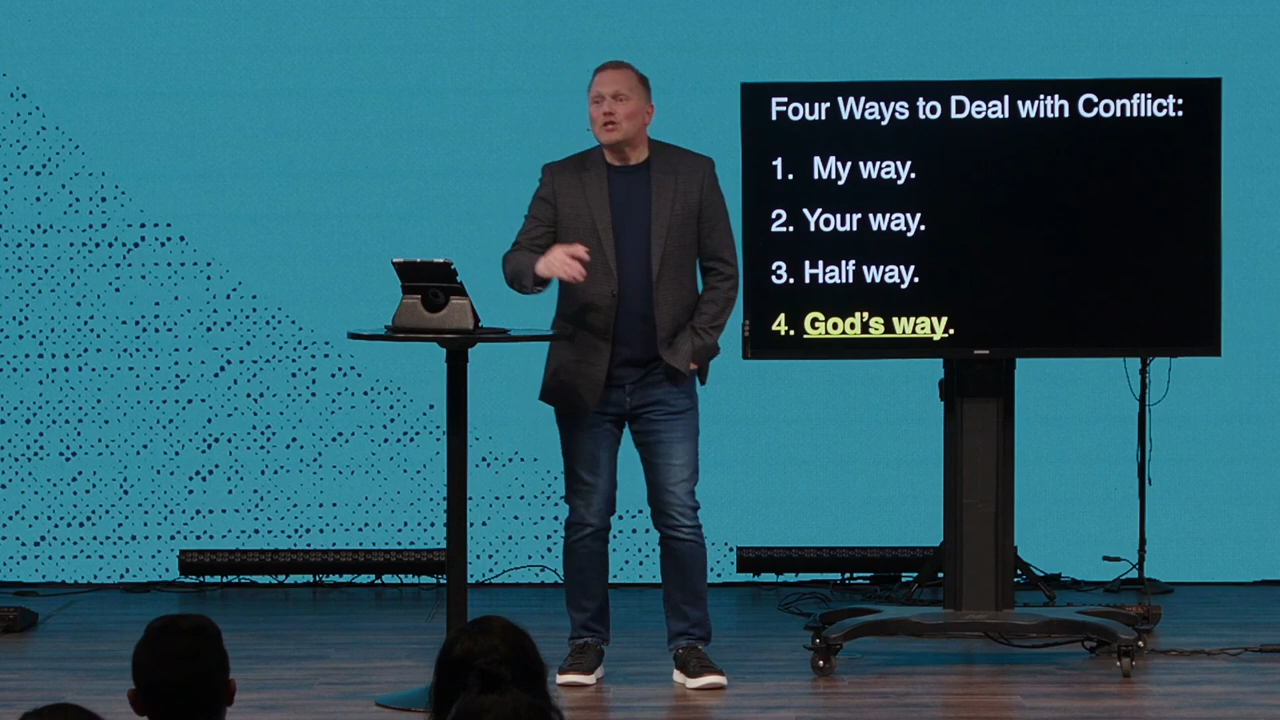 Four Ways to Deal with Conflict:
1. My way.
2. Your way.
3. Half way.
4. God's way.